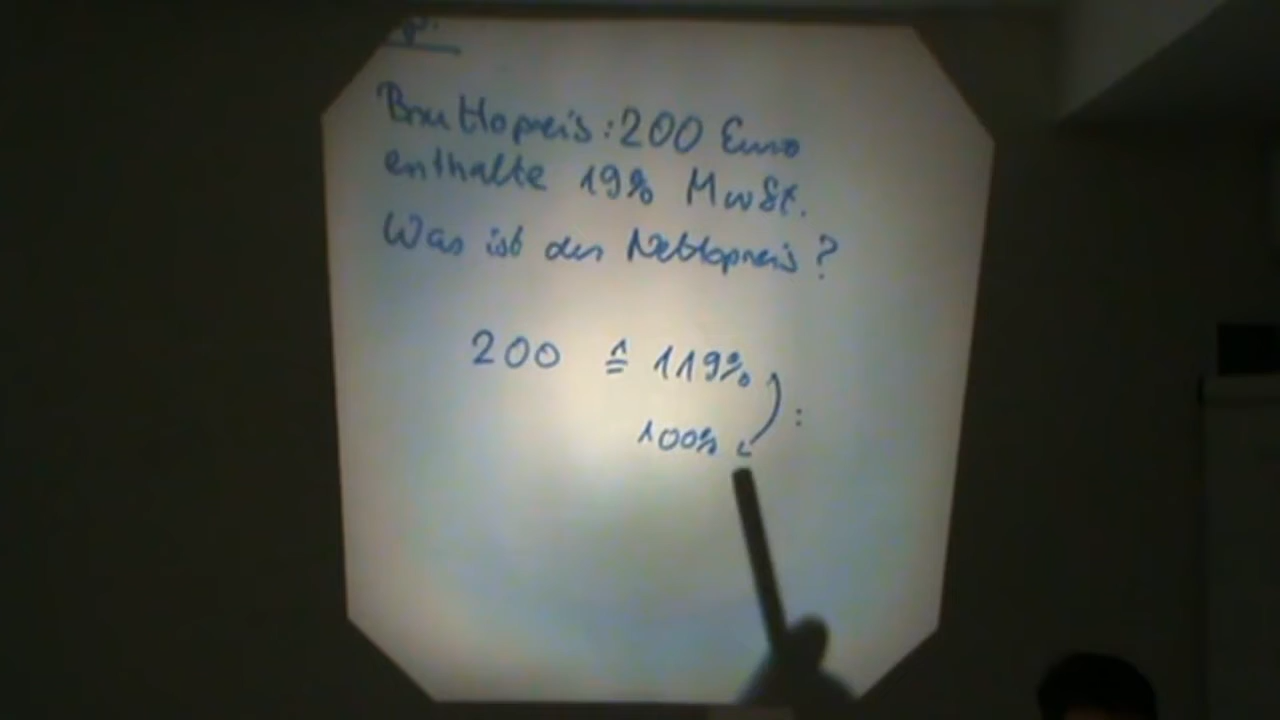 Bruttopreis: 200 Euro
enthalte 19% MwSt.
Was ist der Nettopreis?
200 ≙ 119%
:
100%